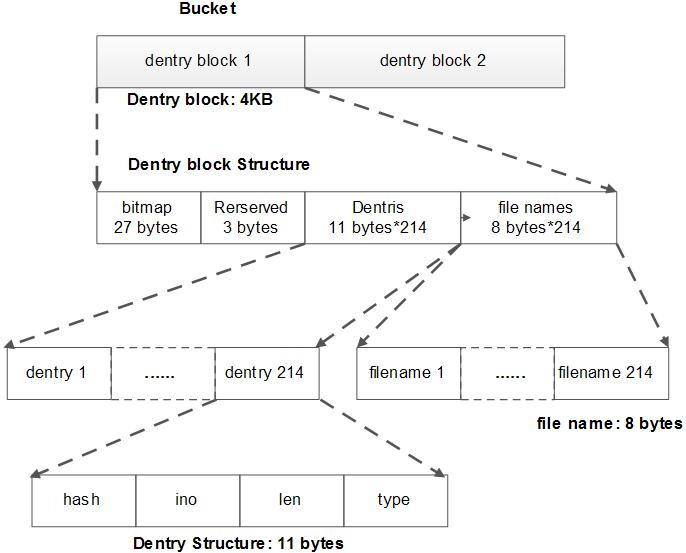 Bucket
dentry block 1
dentry block 2
Dentry block: 4KB
Dentry block Structure
bitmap
27 bytes
Rerserved
3 bytes
Dentris
11 bytes*214
file names
8 bytes*214
dentry 1
......
dentry 214
filename 1
......
filename 214
file name: 8 bytes
hash
ino
len
type
Dentry Structure: 11 bytes